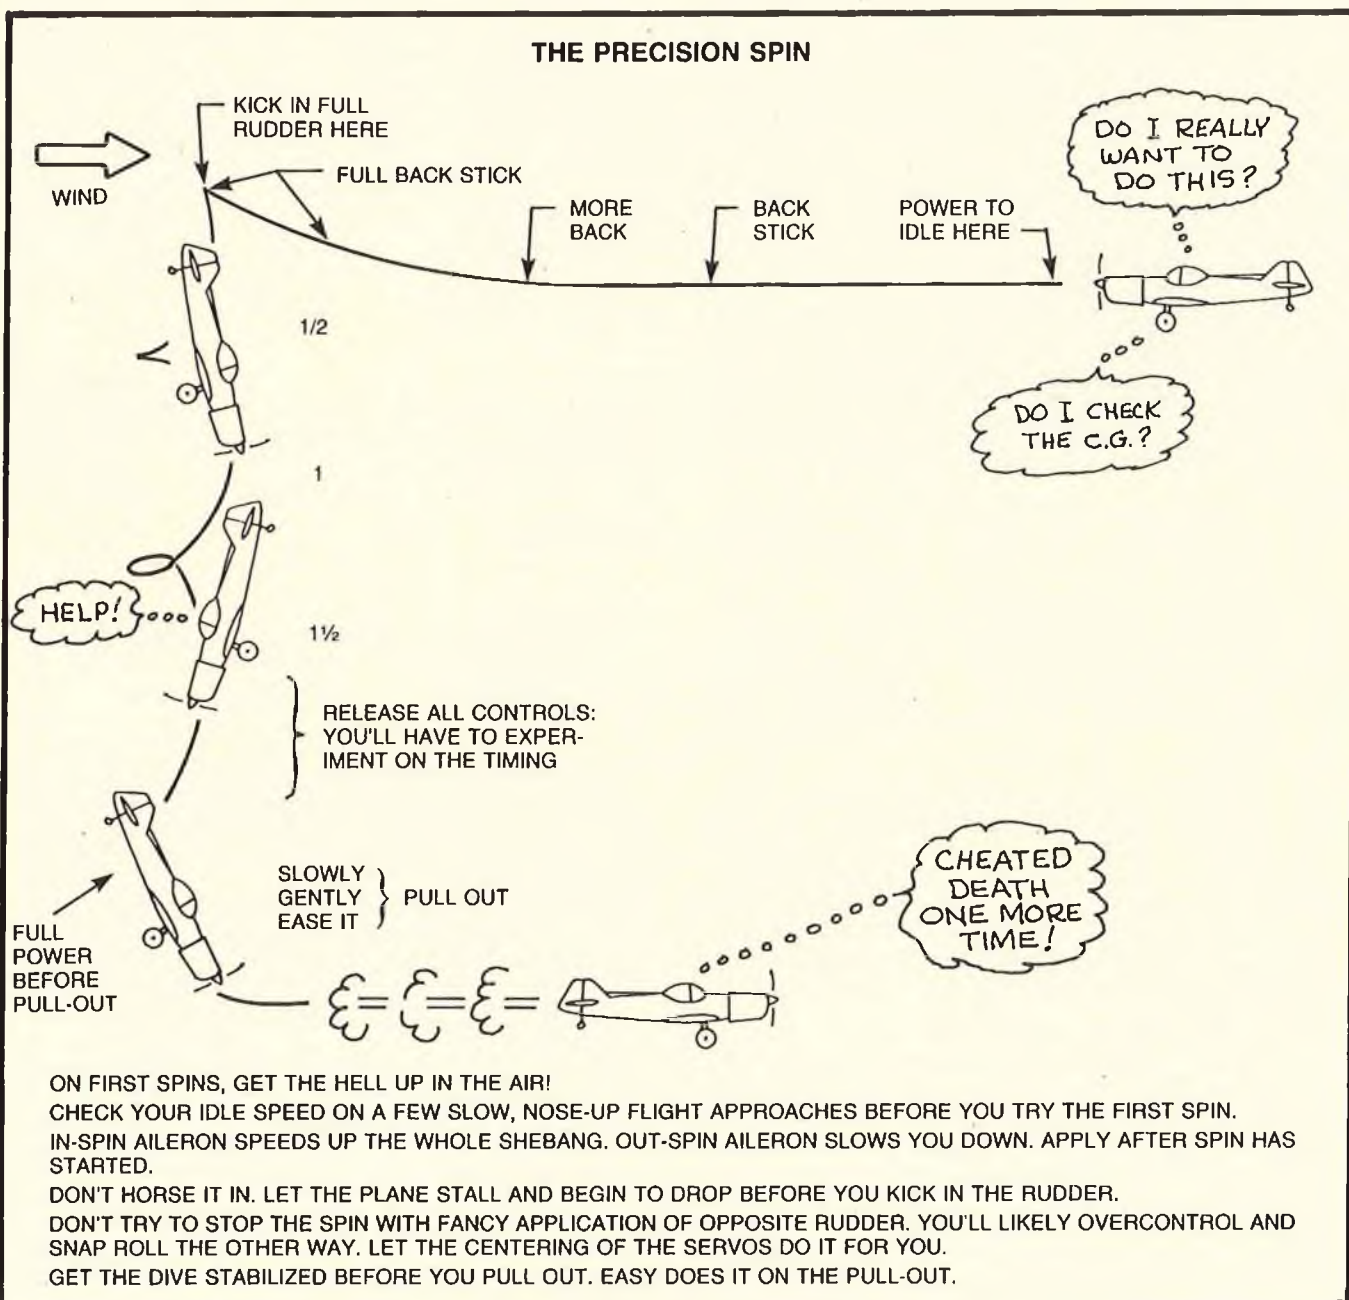 THE PRECISION SPIN
KICK IN FULL
RUDDER HERE
WIND
FULL BACK STICK
MORE
BACK
BACK
STICK
POWER TO
IDLE HERE
DO I REALLY
WANT TO
DO THIS?
DO I CHECK
THE C.G.?
1/2
1
HELP!
1½
RELEASE ALL CONTROLS:
YOU'LL HAVE TO EXPER-
IMENT ON THE TIMING
SLOWLY
GENTLY
EASE IT
PULL OUT
FULL
POWER
BEFORE
PULL-OUT
CHEATED
DEATH
ONE MORE
TIME!
ON FIRST SPINS, GET THE HELL UP IN THE AIR!
CHECK YOUR IDLE SPEED ON A FEW SLOW, NOSE-UP FLIGHT APPROACHES BEFORE YOU TRY THE FIRST SPIN.
IN-SPIN AILERON SPEEDS UP THE WHOLE SHEBANG. OUT-SPIN AILERON SLOWS YOU DOWN. APPLY AFTER SPIN HAS
STARTED.
DON'T HORSE IT IN. LET THE PLANE STALL AND BEGIN TO DROP BEFORE YOU KICK IN THE RUDDER.
DON'T TRY TO STOP THE SPIN WITH FANCY APPLICATION OF OPPOSITE RUDDER. YOU'LL LIKELY OVERCONTROL AND
SNAP ROLL THE OTHER WAY. LET THE CENTERING OF THE SERVOS DO IT FOR YOU.
GET THE DIVE STABILIZED BEFORE YOU PULL OUT. EASY DOES IT ON THE PULL-OUT.